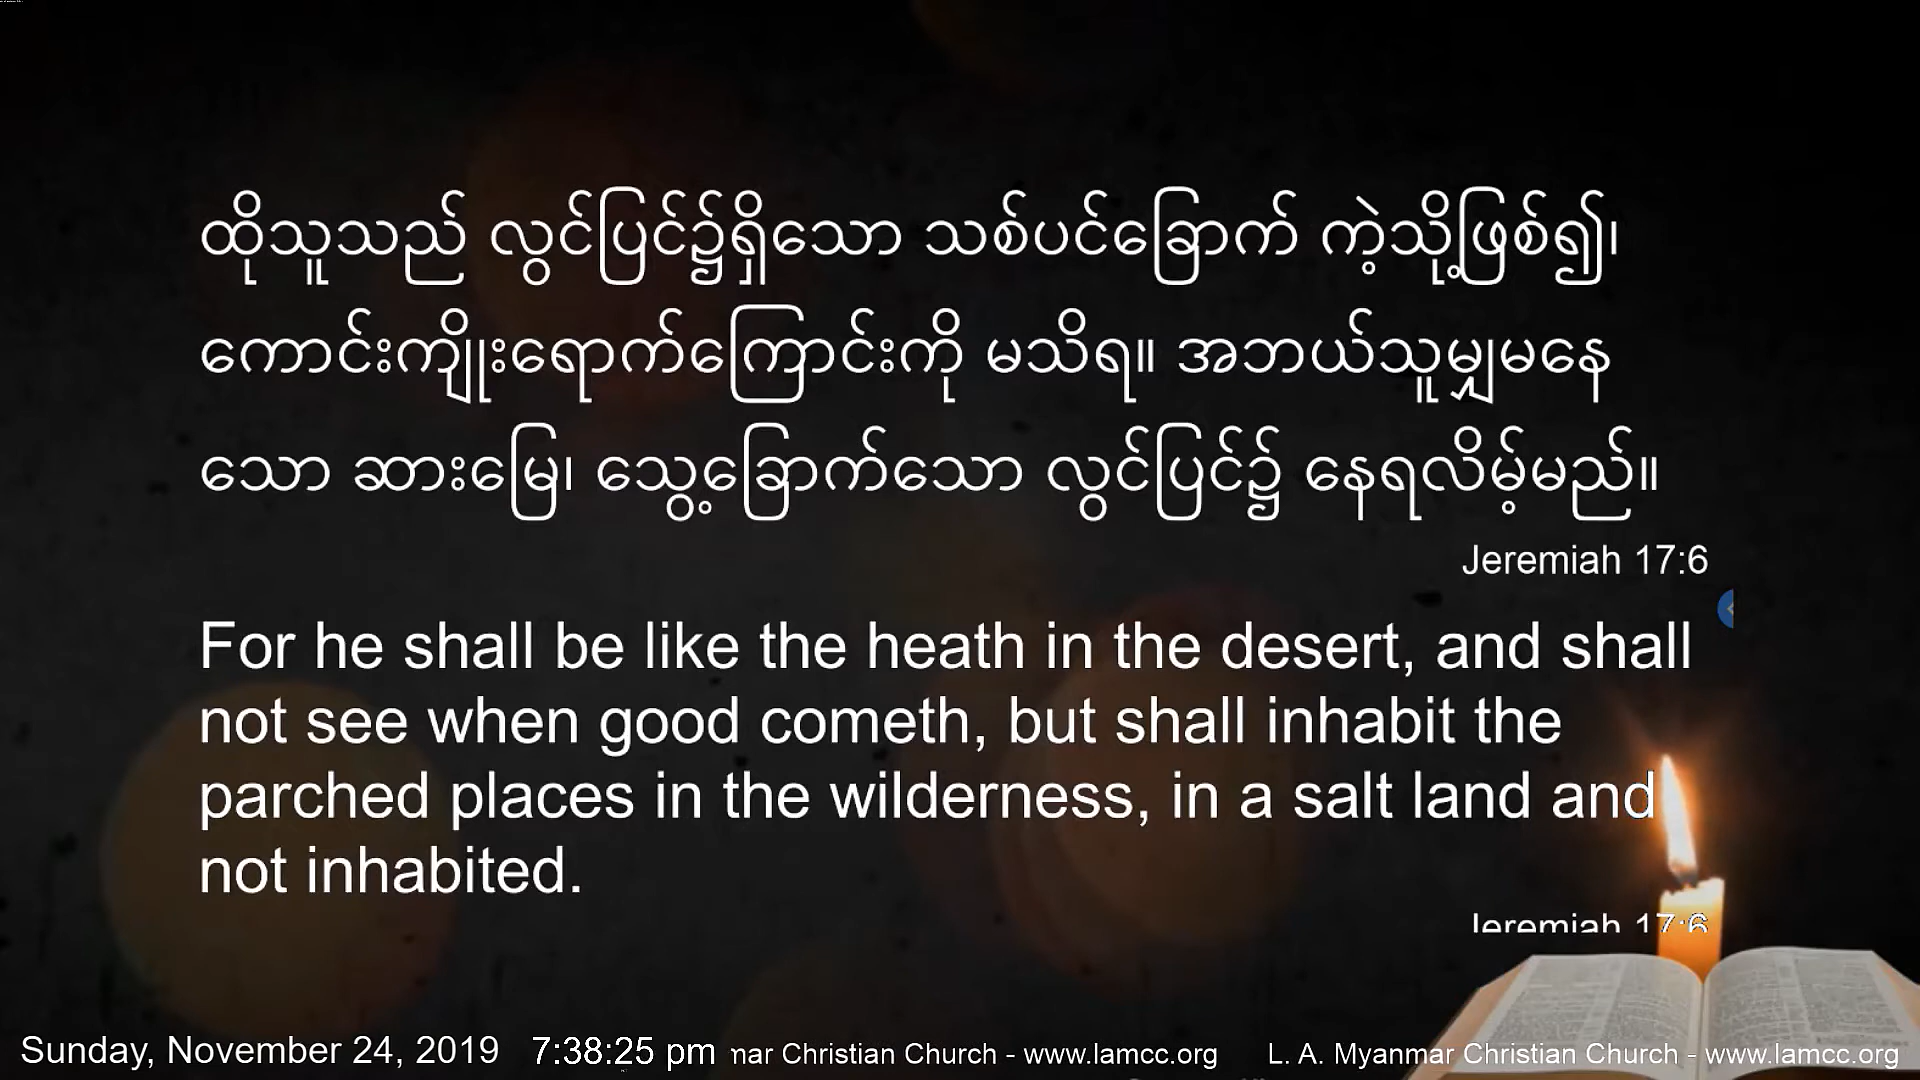 ထိုသူသည် လွင်ပြင်၌ရှိသော သစ်ပင်ခြောက် ကဲ့သို့ဖြစ်၍၊
ကောင်းကျိုးရောက်ကြောင်းကို မသိရ။ အဘယ်သူမျှမနေ
သော ဆားမြေ၊ သွေ့ခြောက်သော လွင်ပြင်၌ နေရလိမ့်မည်။
Jeremiah 17:6
For he shall be like the heath in the desert, and shall
not see when good cometh, but shall inhabit the
parched places in the wilderness, in a salt land and
not inhabited.
Jeremiah 17:6
Sunday, November 24, 2019 7:38:25 pm nar Christian Church - www.lamcc.org L. A. Myanmar Christian Church - www.lamcc.org